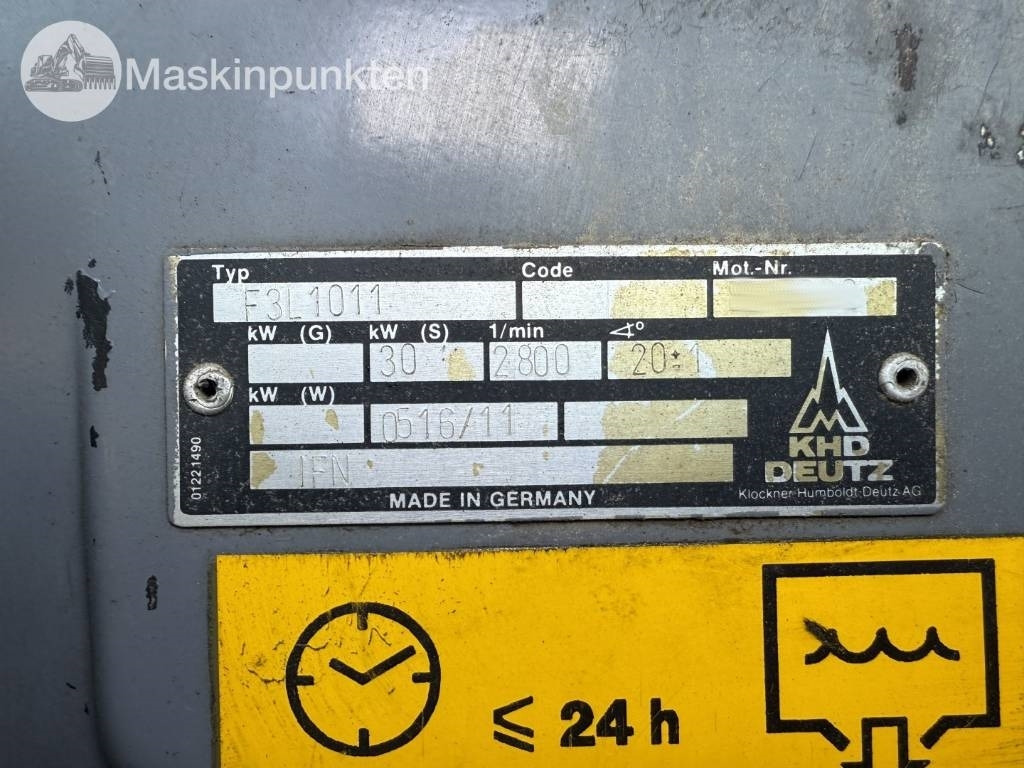 Maskinpunkten
Typ Code Mot.-Nr.
F3L1011
kW (G) kW (S) 1/min ∢°
30 2800 20:1
kW (W)
0516/11
IFN
01221490
MADE IN GERMANY
KHD
DEUTZ
Klöckner-Humboldt-Deutz AG
≤ 24 h